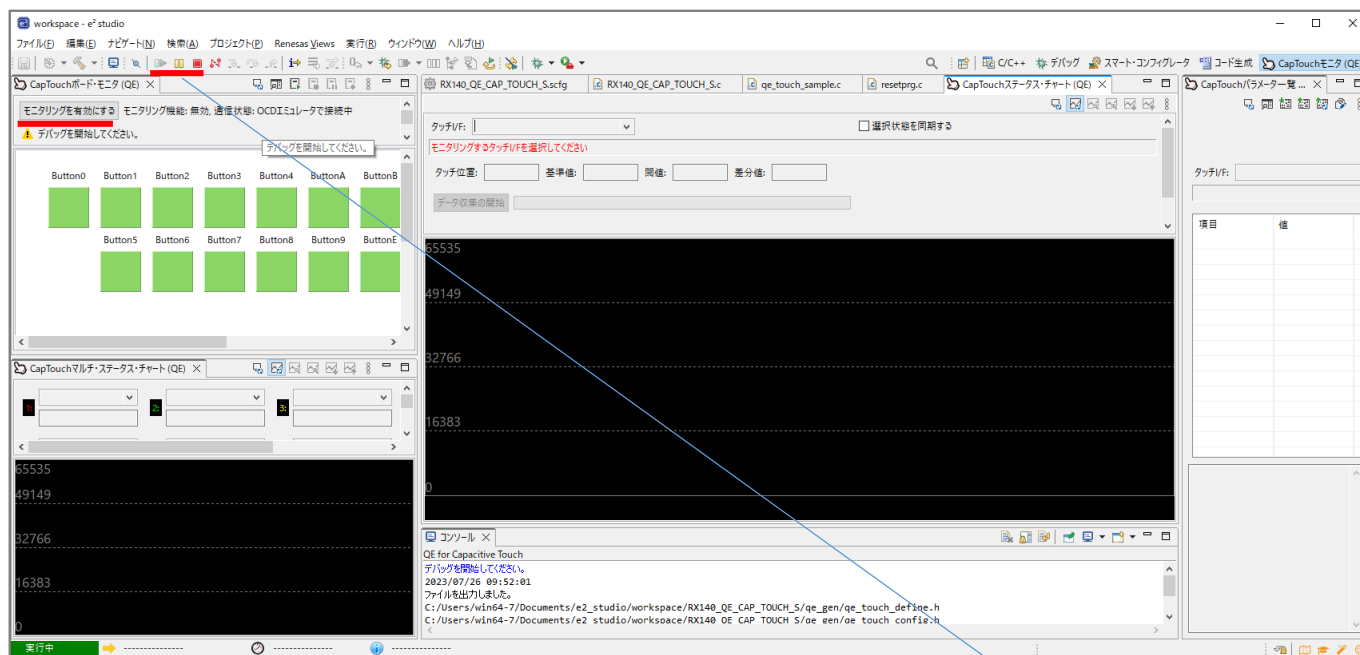 workspace - e² studio
ファイル(F) 編集(E) ナビゲート(N) 検索(A) プロジェクト(P) Renesas Views 実行(R) ウィンドウ(W) ヘルプ(H)
C/C++ デバッグ スマート・コンフィグレータ コード生成 CapTouchモニタ (QE)
CapTouchボード・モニタ (QE)
モニタリングを有効にする モニタリング機能: 無効, 通信状態: OCDエミュレータで接続中
デバッグを開始してください。
デバッグを開始してください。
Button0 Button1 Button2 Button3 Button4 ButtonA ButtonB
Button5 Button6 Button7 Button8 Button9 ButtonE
CapTouchマルチ・ステータス・チャート (QE)
1: 2: 3:
65535
49149
32766
16383
0
RX140_QE_CAP_TOUCH_S.scfg RX140_QE_CAP_TOUCH_S.c qe_touch_sample.c resetprg.c CapTouchステータス・チャート (QE)
タッチI/F: 選択状態を同期する
モニタリングするタッチI/Fを選択してください
タッチ位置: 基準値: 閾値: 差分値:
データ収集の開始
65535
49149
32766
16383
0
コンソール
QE for Capacitive Touch
デバッグを開始してください。
2023/07/26 09:52:01
ファイルを出力しました。
C:/Users/win64-7/Documents/e2_studio/workspace/RX140_QE_CAP_TOUCH_S/qe_gen/qe_touch_define.h
C:/Users/win64-7/Documents/e2_studio/workspace/RX140_QE_CAP_TOUCH_S/qe_gen/qe_touch_config.h
CapTouchパラメータ一覧 ...
タッチI/F:
項目 値
実行中